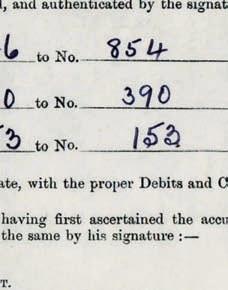 , and authenticated by the signat
6 to No. 854
0 to No. 390
3 to No. 153
ate, with the proper Debits and C
having first ascertained the accu
the same by his signature :—
T.